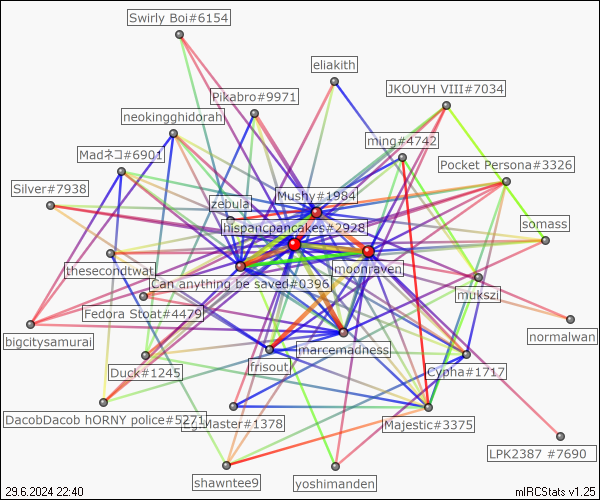 Swirly Boi#6154
eliakith
JKOUYH VIII#7034
Pikabro#9971
neokingghidorah
ming#4742
Madネコ#6901
Pocket Persona#3326
Silver#7938
Mushy#1984
zebula
somass
hispancpancakes#2928
thesecondtwat
moonraven
Can anything be saved#0396
mukszi
Fedora Stoat#4479
bigcitysamurai
normalwan
marcemadness
frisout
Duck#1245
Cypha#1717
DacobDacob hORNY police#5271
Master#1378
Majestic#3375
LPK2387 #7690
shawntee9
yoshimanden
29.6.2024 22:40
mIRCStats v1.25